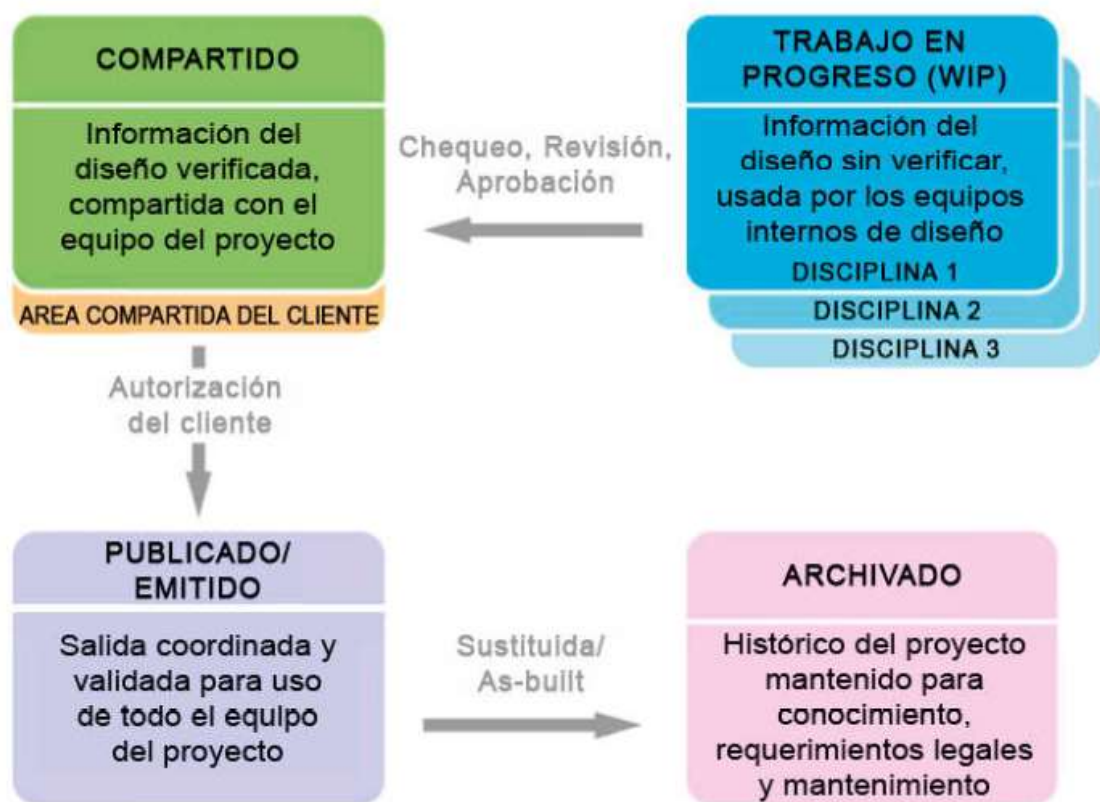 COMPARTIDO
Información del
diseño verificada,
compartida con el
equipo del proyecto
AREA COMPARTIDA DEL CLIENTE
Chequeo, Revisión,
Aprobación
TRABAJO EN
PROGRESO (WIP)
Información del
diseño sin verificar,
usada por los equipos
internos de diseño
DISCIPLINA 1
DISCIPLINA 2
DISCIPLINA 3
Autorización
del cliente
PUBLICADO/
EMITIDO
Salida coordinada y
validada para uso
de todo el equipo
del proyecto
Sustituida/
As-built
ARCHIVADO
Histórico del proyecto
mantenido para
conocimiento,
requerimientos legales
y mantenimiento